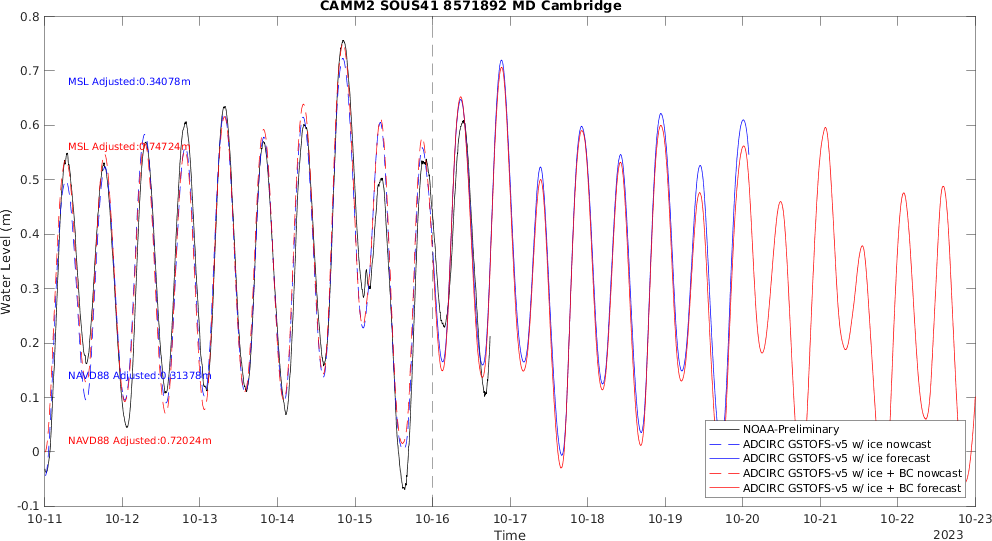 CAMM2 SOUS41 8571892 MD Cambridge
Water Level (m)
0.8
0.7
0.6
0.5
0.4
0.3
0.2
0.1
0
-0.1
MSL Adjusted:0.34078m
MSL Adjusted:0.74724m
NAVD88 Adjusted:0.31378m
NAVD88 Adjusted:0.72024m
NOAA-Preliminary
ADCIRC GSTOFS-v5 w/ ice nowcast
ADCIRC GSTOFS-v5 w/ ice forecast
ADCIRC GSTOFS-v5 w/ ice + BC nowcast
ADCIRC GSTOFS-v5 w/ ice + BC forecast
10-11 10-12 10-13 10-14 10-15 10-16 10-17 10-18 10-19 10-20 10-21 10-22 10-23
Time
2023